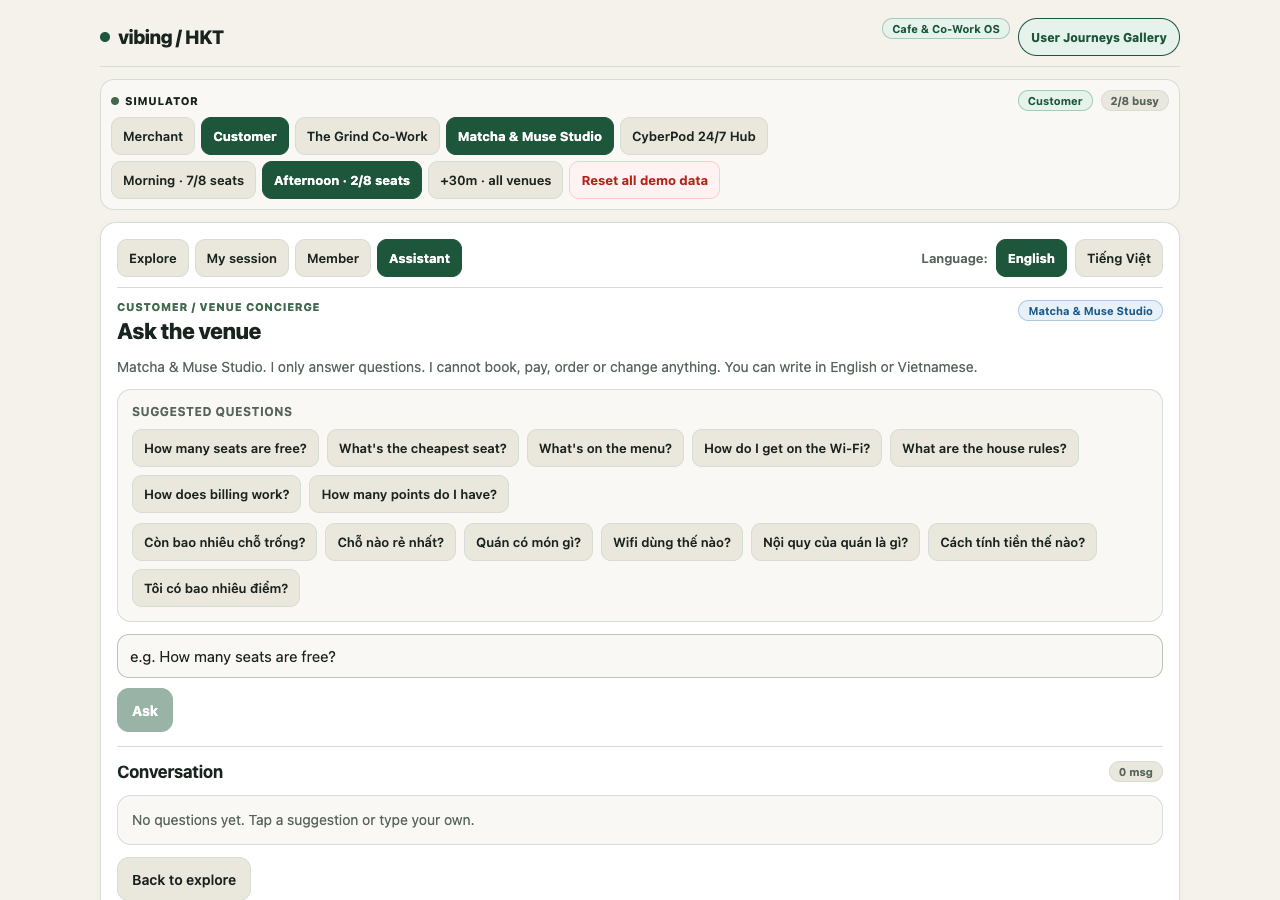 vibing / HKT
Cafe & Co-Work OS
User Journeys Gallery
SIMULATOR
Customer
2/8 busy
Merchant
Customer
The Grind Co-Work
Matcha & Muse Studio
CyberPod 24/7 Hub
Morning · 7/8 seats
Afternoon · 2/8 seats
+30m · all venues
Reset all demo data
Explore
My session
Member
Assistant
Language:
English
Tiếng Việt
CUSTOMER / VENUE CONCIERGE
Ask the venue
Matcha & Muse Studio
Matcha & Muse Studio. I only answer questions. I cannot book, pay, order or change anything. You can write in English or Vietnamese.
SUGGESTED QUESTIONS
How many seats are free?
What's the cheapest seat?
What's on the menu?
How do I get on the Wi-Fi?
What are the house rules?
How does billing work?
How many points do I have?
Còn bao nhiêu chỗ trống?
Chỗ nào rẻ nhất?
Quán có món gì?
Wifi dùng thế nào?
Nội quy của quán là gì?
Cách tính tiền thế nào?
Tôi có bao nhiêu điểm?
e.g. How many seats are free?
Ask
Conversation
0 msg
No questions yet. Tap a suggestion or type your own.
Back to explore